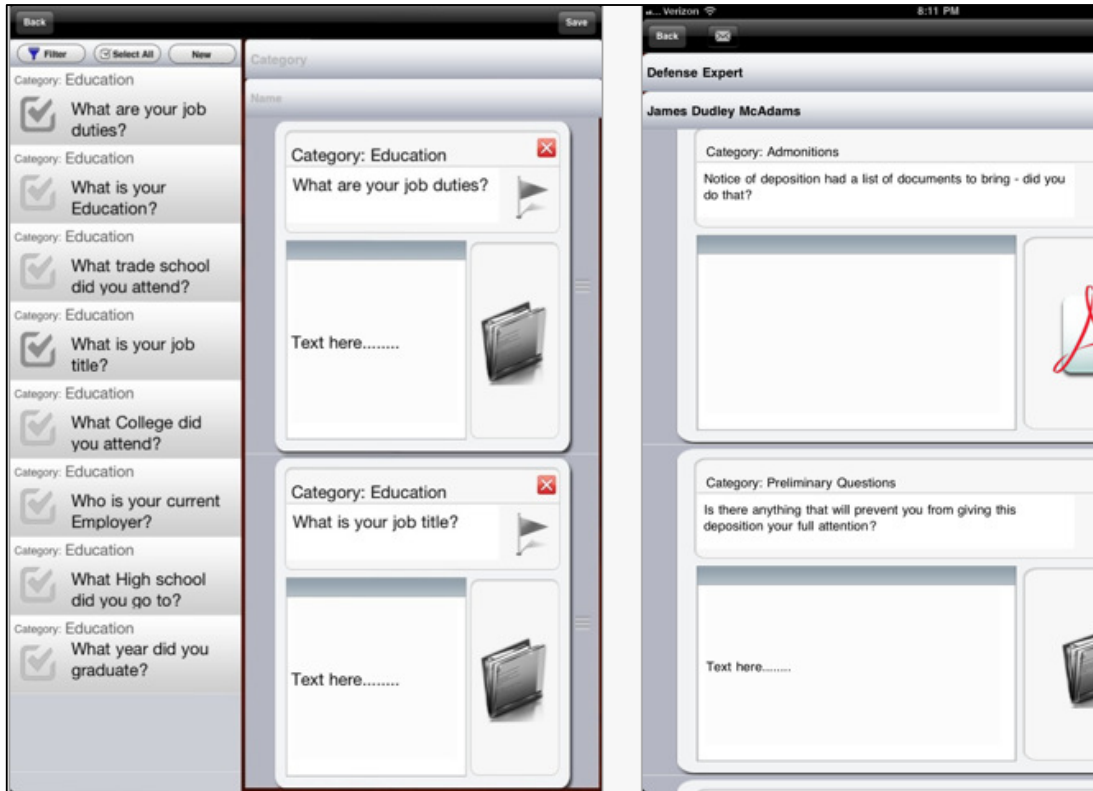 Back
Save
Filter
Select All
New
Category: Education
What are your job
duties?
Category: Education
What is your
Education?
Category: Education
What trade school
did you attend?
Category: Education
What is your job
title?
Category: Education
What College did
you attend?
Category: Education
Who is your current
Employer?
Category: Education
What High school
did you go to?
Category: Education
What year did you
graduate?
Category
Name
Category: Education
What are your job duties?
Text here........
Category: Education
What is your job title?
Text here........
Verizon
8:11 PM
Back
Defense Expert
James Dudley McAdams
Category: Admonitions
Notice of deposition had a list of documents to bring - did you
do that?
Category: Preliminary Questions
Is there anything that will prevent you from giving this
deposition your full attention?
Text here........